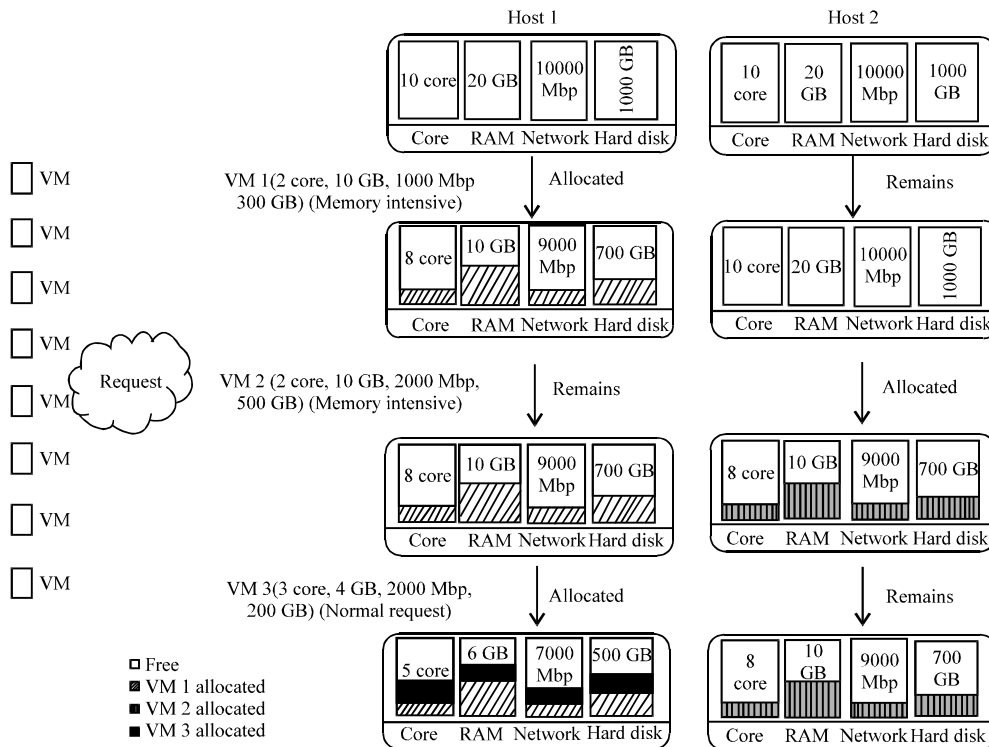 Host 1
Host 2
10 core
20 GB
10000 Mbp
1000 GB
Core RAM Network Hard disk
10 core
20 GB
10000 Mbp
1000 GB
Core RAM Network Hard disk
VM 1(2 core, 10 GB, 1000 Mbp
300 GB) (Memory intensive)
Allocated
Remains
8 core
10 GB
9000 Mbp
700 GB
Core RAM Network Hard disk
10 core
20 GB
10000 Mbp
1000 GB
Core RAM Network Hard disk
VM 2 (2 core, 10 GB, 2000 Mbp,
500 GB) (Memory intensive)
Remains
Allocated
8 core
10 GB
9000 Mbp
700 GB
Core RAM Network Hard disk
8 core
10 GB
9000 Mbp
700 GB
Core RAM Network Hard disk
VM 3(3 core, 4 GB, 2000 Mbp,
200 GB) (Normal request)
Allocated
Remains
5 core
6 GB
7000 Mbp
500 GB
Core RAM Network Hard disk
8 core
10 GB
9000 Mbp
700 GB
Core RAM Network Hard disk
VM
VM
VM
VM
VM
VM
VM
VM
Request
Free
VM 1 allocated
VM 2 allocated
VM 3 allocated